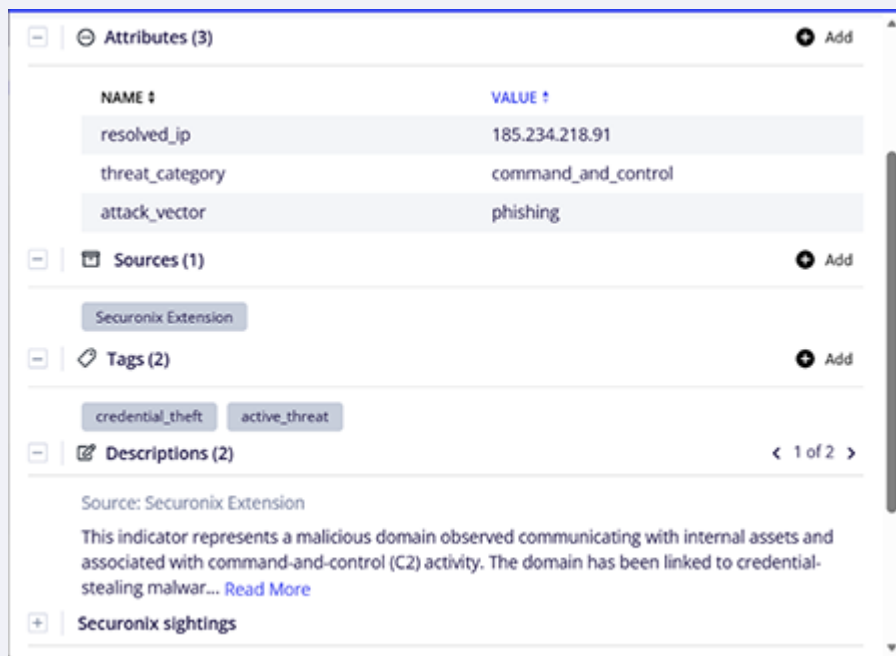 Attributes (3)
Add
NAME VALUE
resolved_ip 185.234.218.91
threat_category command_and_control
attack_vector phishing
Sources (1)
Add
Securonix Extension
Tags (2)
Add
credential_theft active_threat
Descriptions (2)
1 of 2
Source: Securonix Extension
This indicator represents a malicious domain observed communicating with internal assets and
associated with command-and-control (C2) activity. The domain has been linked to credential-
stealing malwar... Read More
Securonix sightings